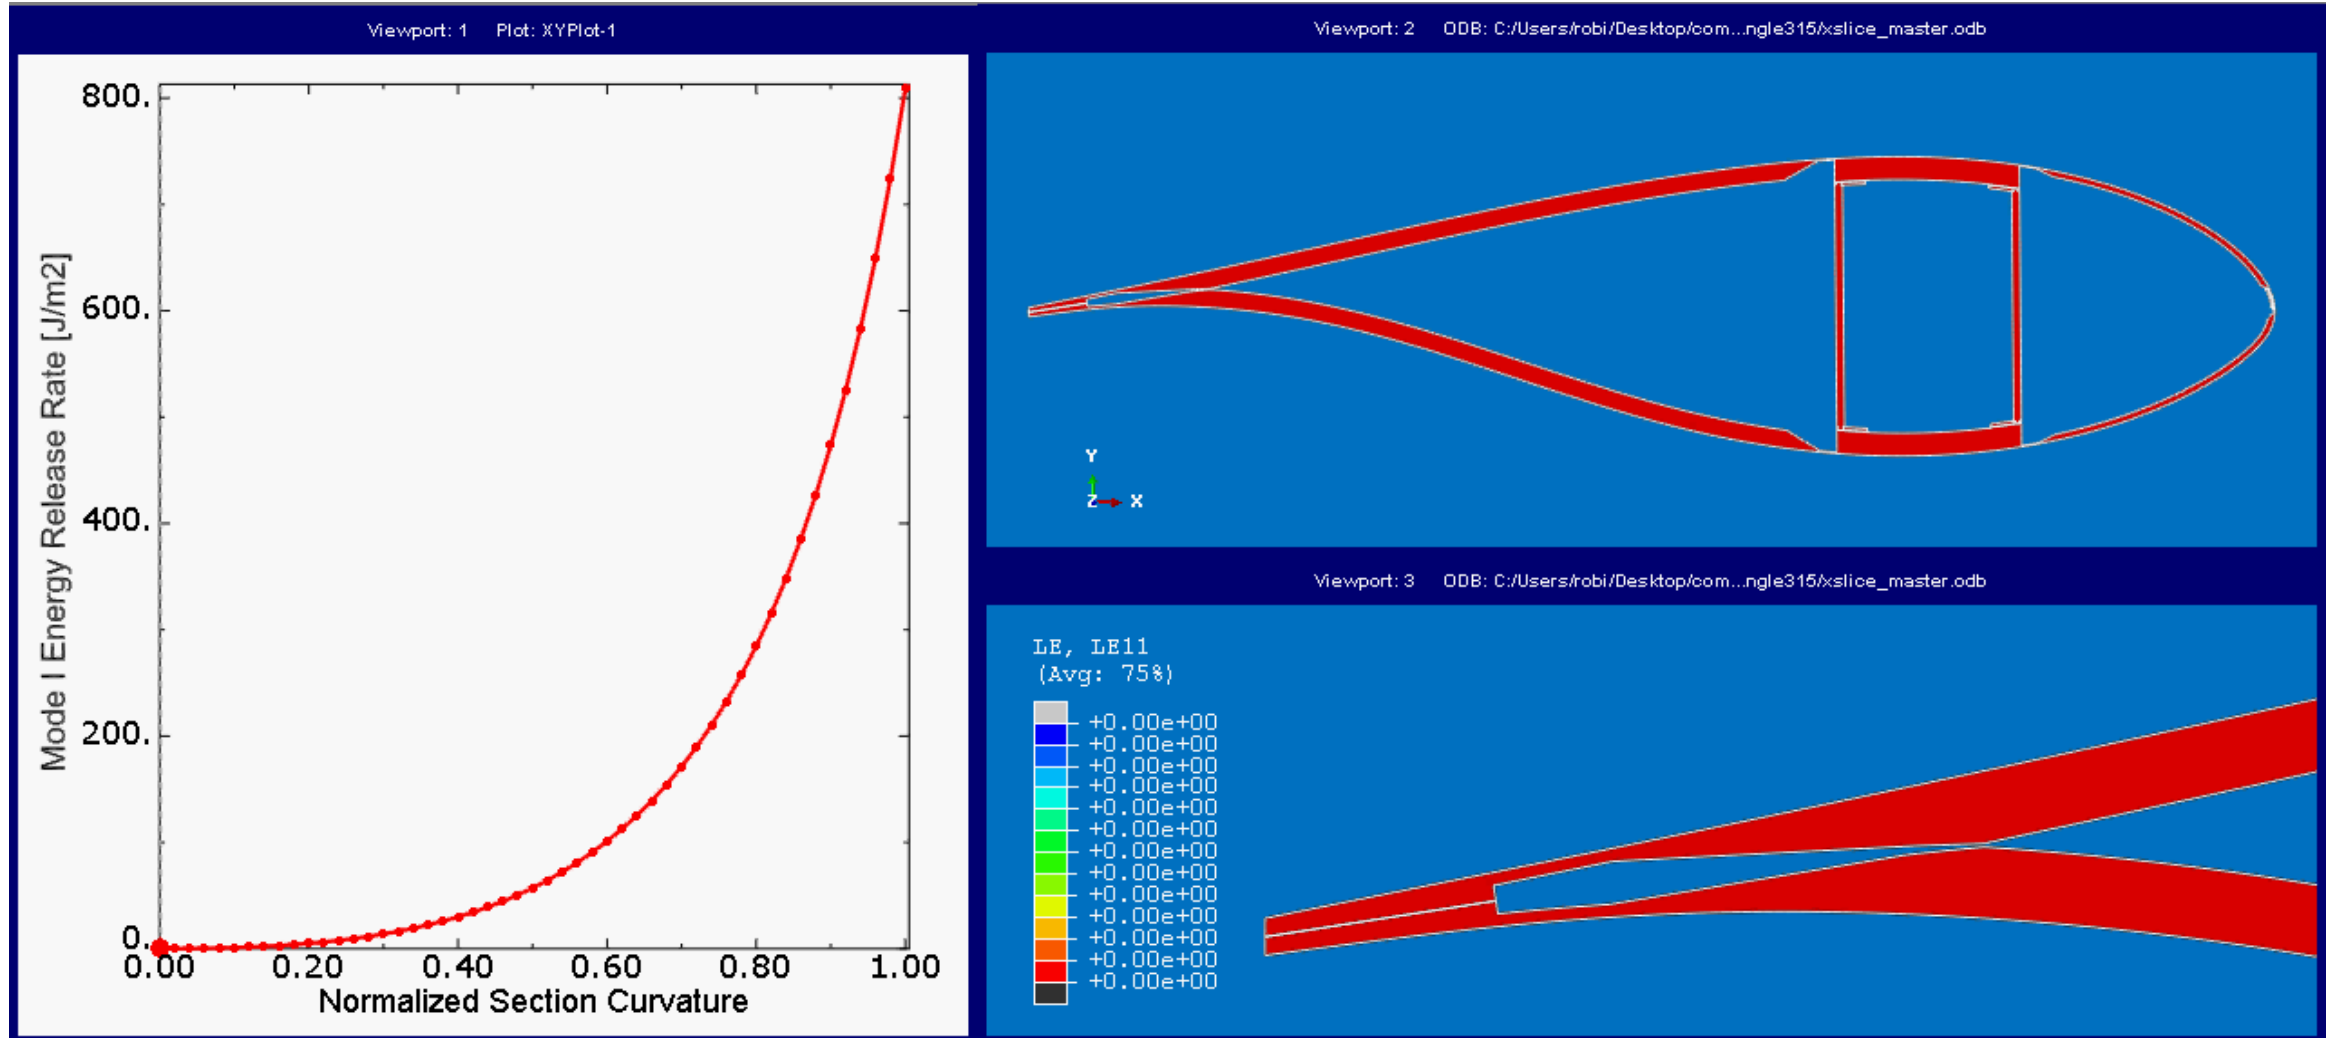 Viewport: 1 Plot: XYPlot-1
800.
600.
400.
200.
0.
0.00 0.20 0.40 0.60 0.80 1.00
Normalized Section Curvature
Mode I Energy Release Rate [J/m2]
Viewport: 2 ODB: C:/Users/robi/Desktop/com...ngle315/xslice_master.odb
Y
Z X
Viewport: 3 ODB: C:/Users/robi/Desktop/com...ngle315/xslice_master.odb
LE, LE11
(Avg: 75%)
+0.00e+00
+0.00e+00
+0.00e+00
+0.00e+00
+0.00e+00
+0.00e+00
+0.00e+00
+0.00e+00
+0.00e+00
+0.00e+00
+0.00e+00
+0.00e+00
+0.00e+00